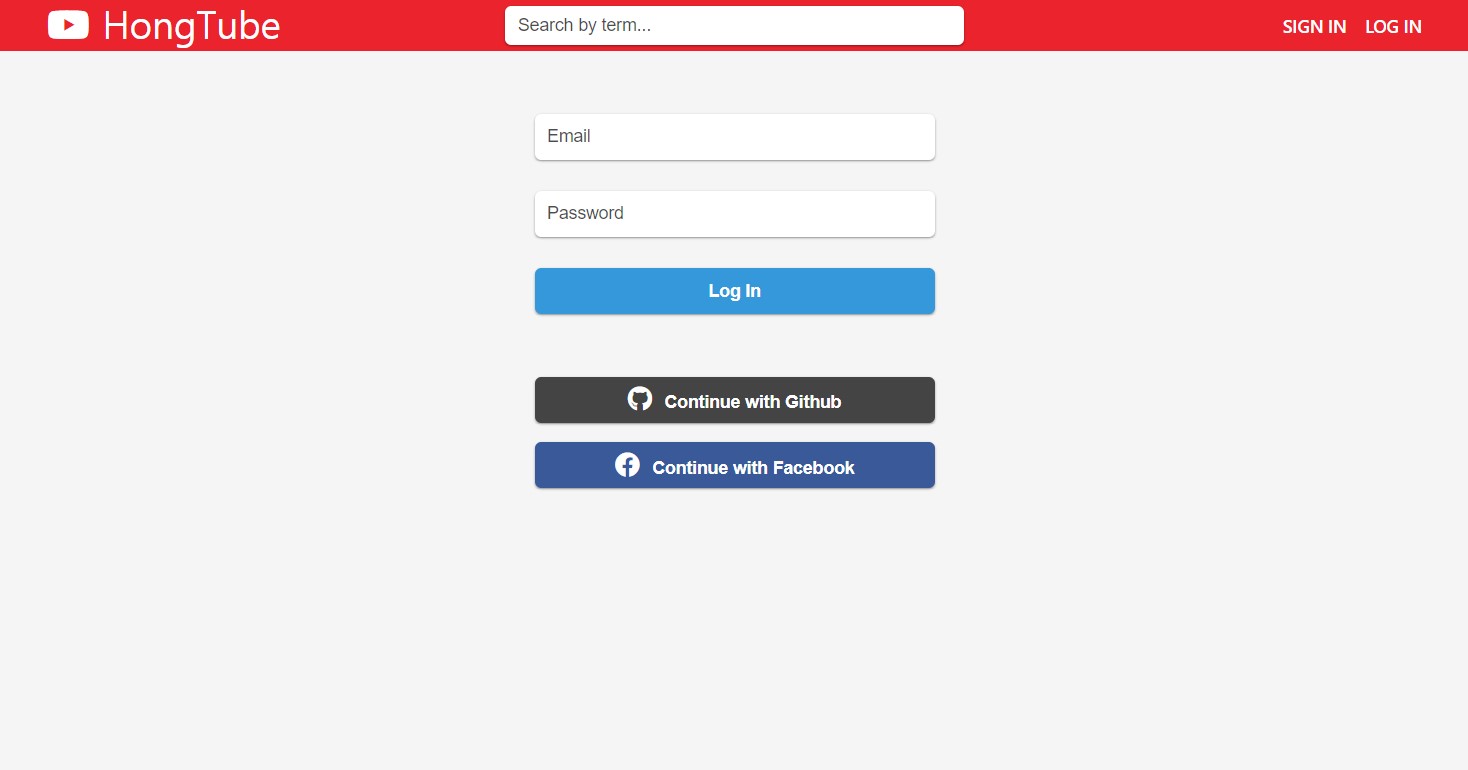 HongTube
Search by term...
SIGN IN
LOG IN
Email
Password
Log In
Continue with Github
Continue with Facebook